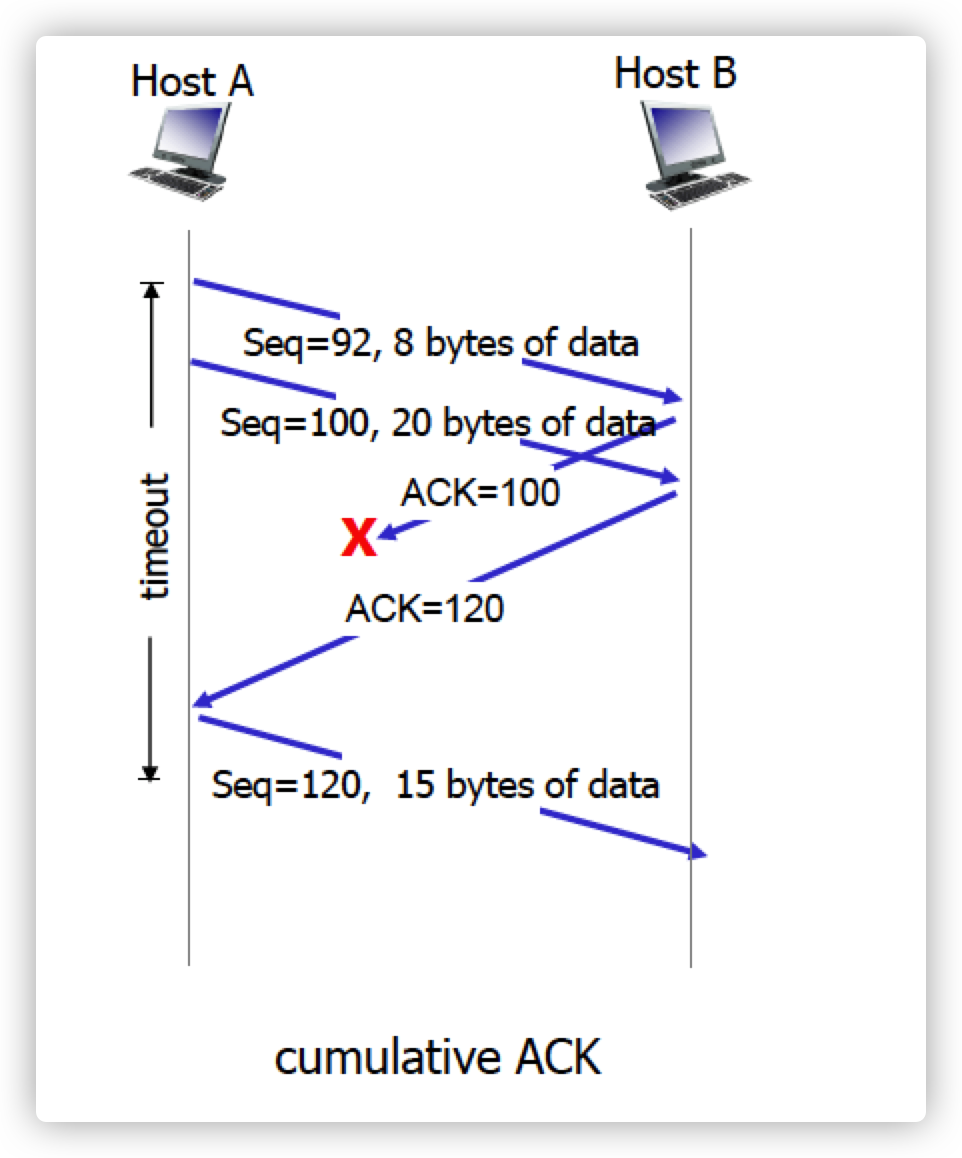 Host A
Host B
Seq=92, 8 bytes of data
Seq=100, 20 bytes of data
ACK=100
X
timeout
ACK=120
Seq=120, 15 bytes of data
cumulative ACK